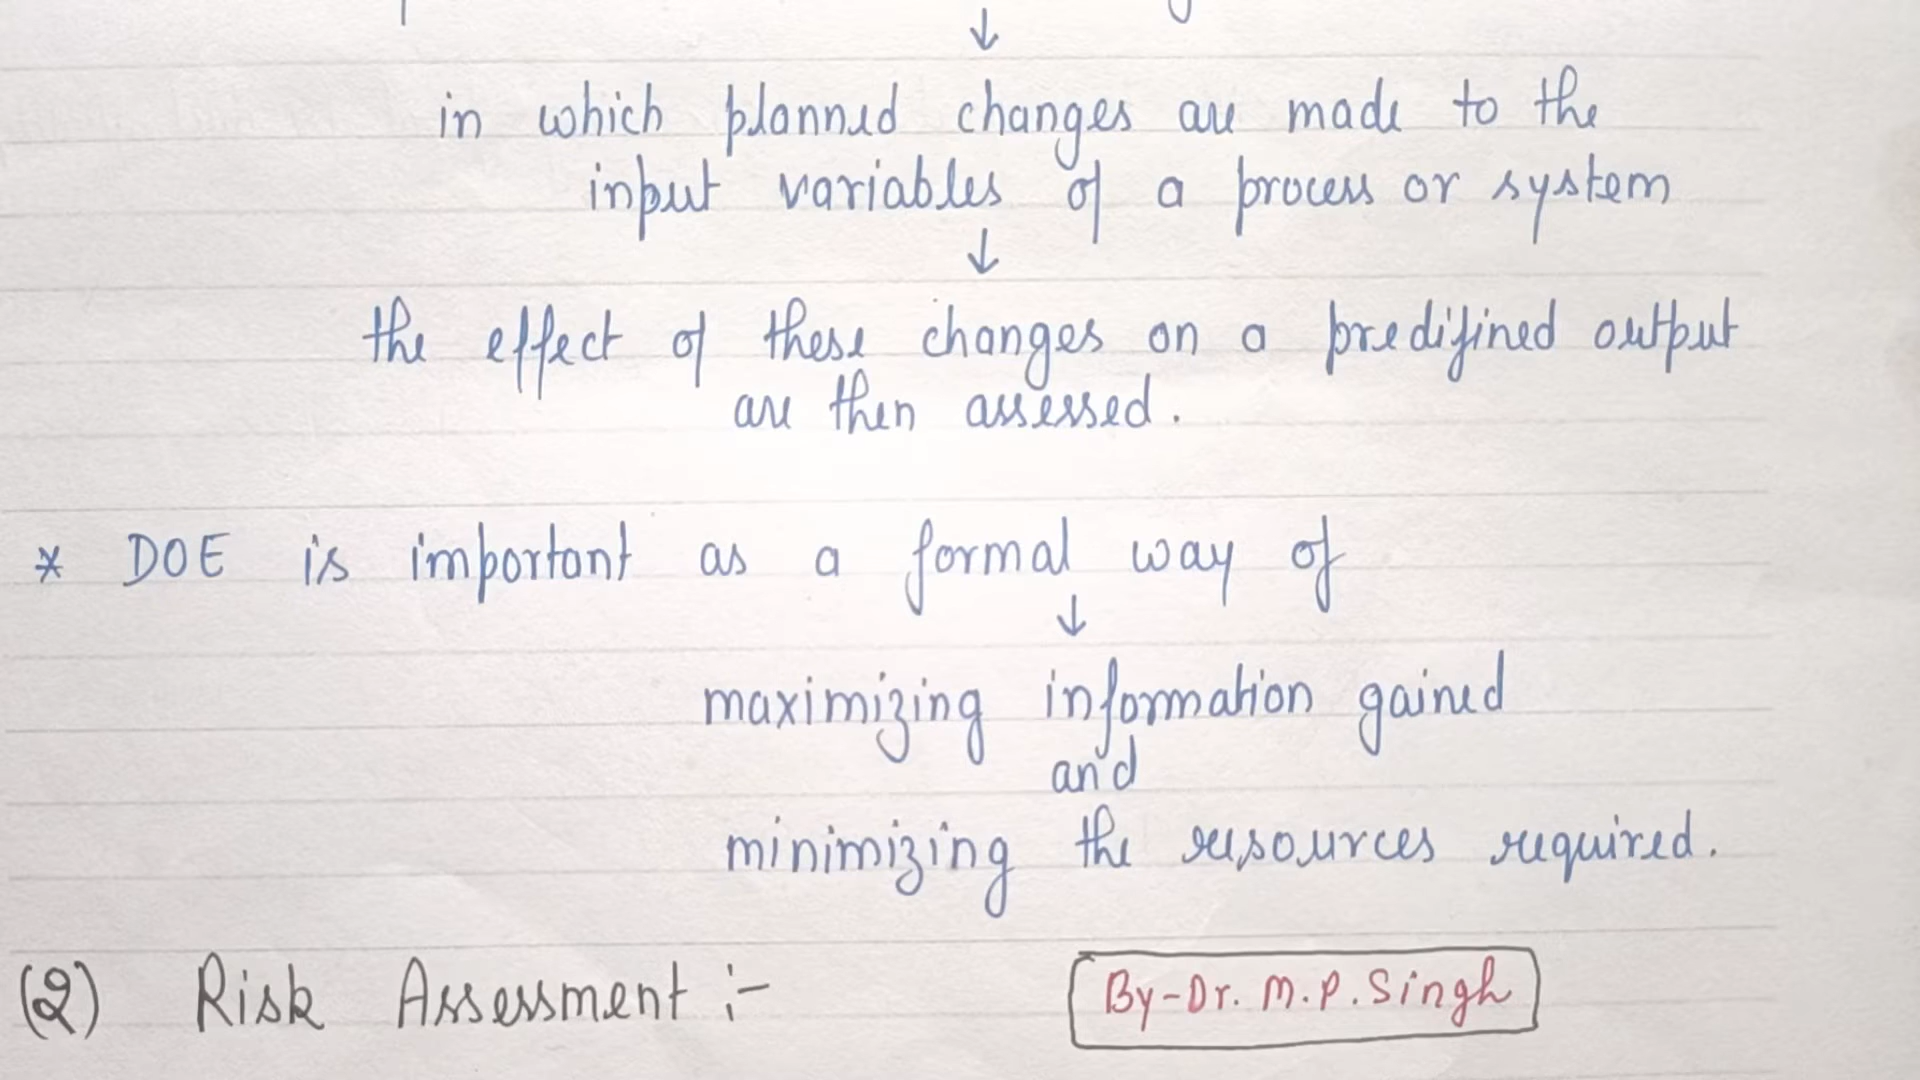 ↓
in which planned changes are made to the
input variables of a process or system
↓
the effect of these changes on a predifined output
are then assessed.
* DOE is important as a formal way of
↓
maximizing information gained
and
minimizing the resources required.
(2) Risk Assessment :-
By-Dr. M.P. Singh